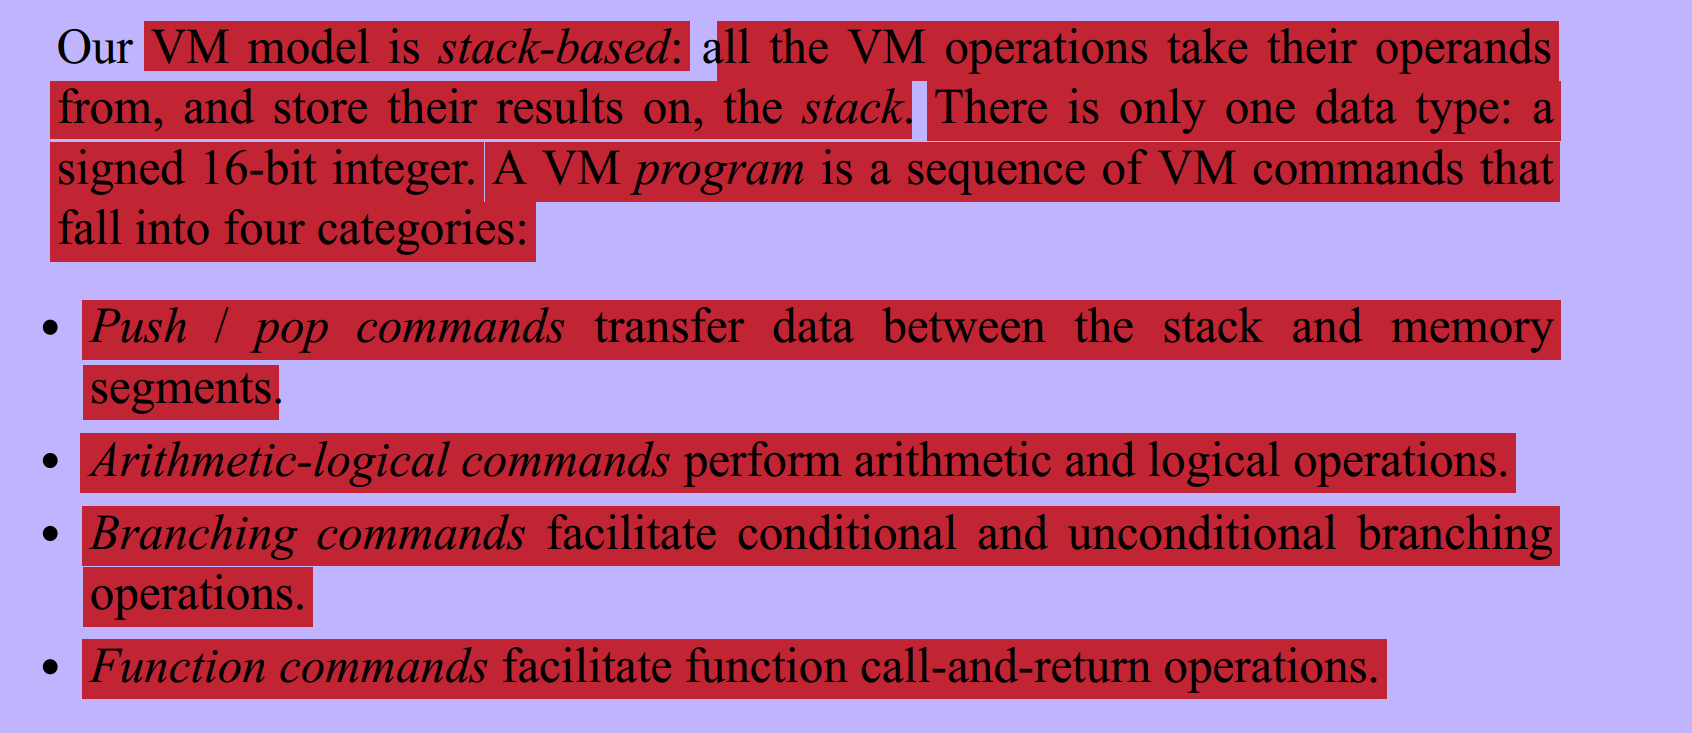 Our VM model is stack-based: all the VM operations take their operands
from, and store their results on, the stack. There is only one data type: a
signed 16-bit integer. A VM program is a sequence of VM commands that
fall into four categories:
• Push / pop commands transfer data between the stack and memory
segments.
• Arithmetic-logical commands perform arithmetic and logical operations.
• Branching commands facilitate conditional and unconditional branching
operations.
• Function commands facilitate function call-and-return operations.